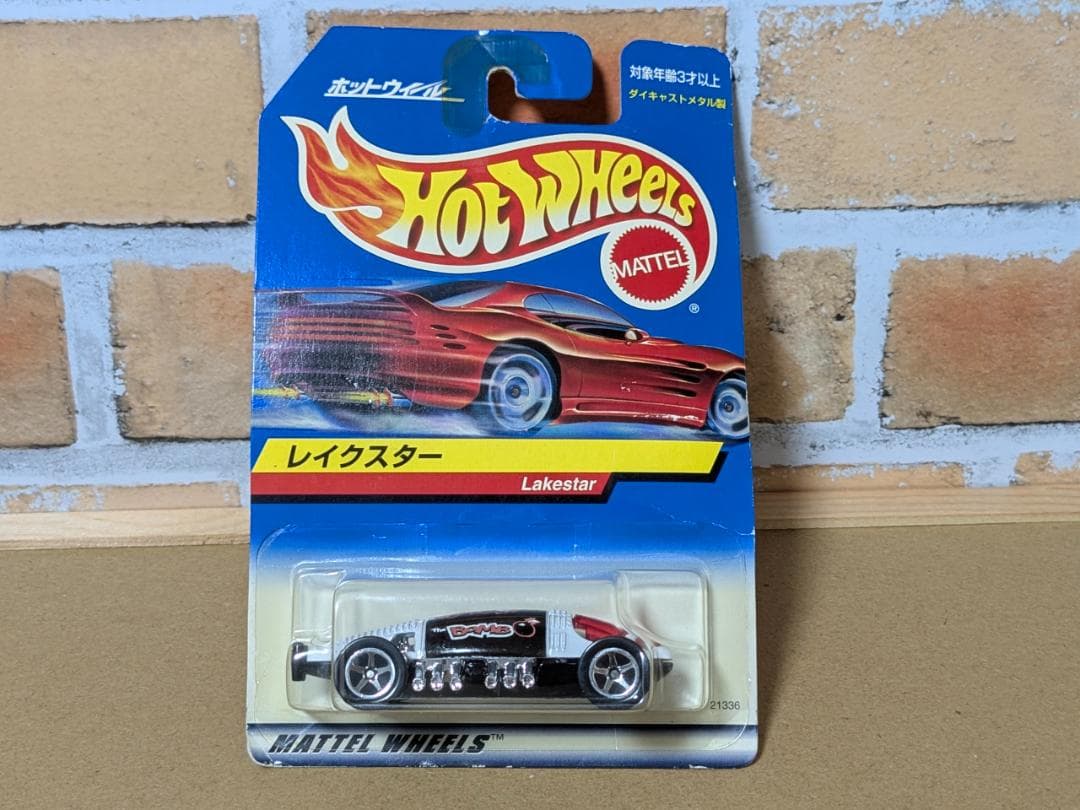 ホットウィール
対象年齢3才以上
ダイキャストメタル製
HOT WHEELS
MATTEL
®
レイクスター
Lakestar
The BOMB
21336
MATTEL WHEELS™